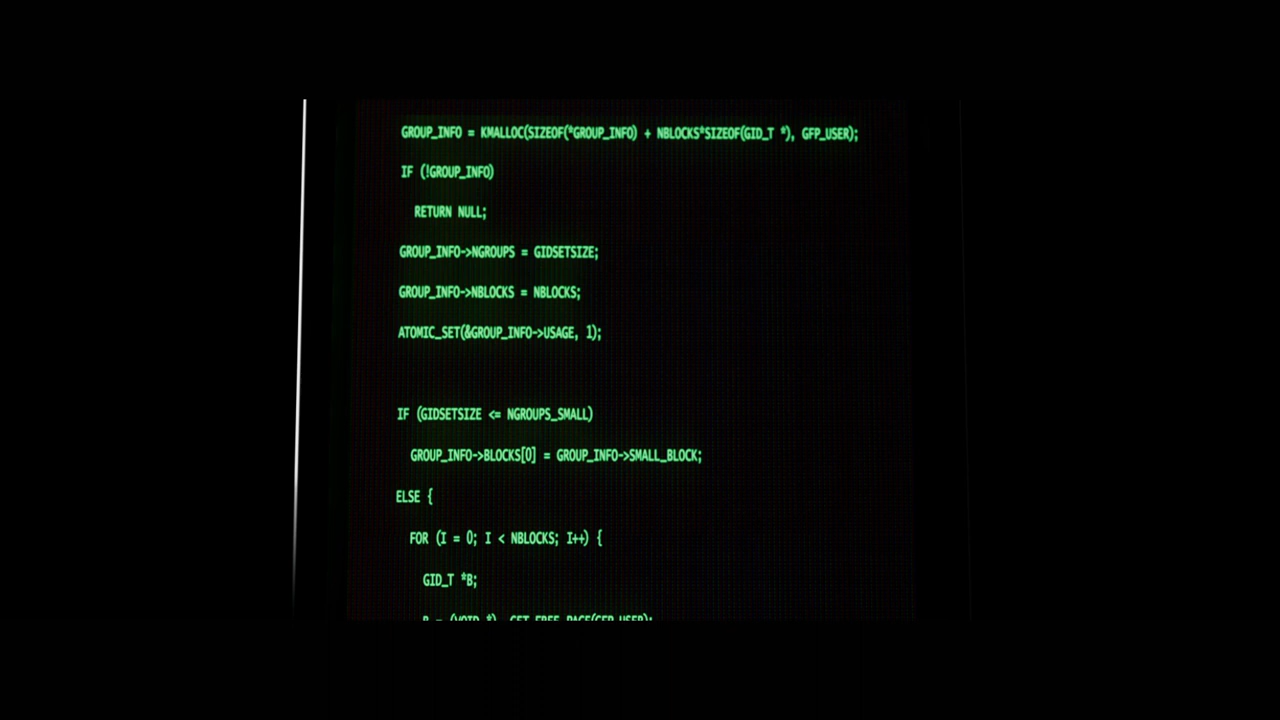 GROUP_INFO = KMALLOC(SIZEOF(*GROUP_INFO) + NBLOCKS*SIZEOF(GID_T *), GFP_USER);
IF (!GROUP_INFO)
RETURN NULL;
GROUP_INFO->NGROUPS = GIDSETSIZE;
GROUP_INFO->NBLOCKS = NBLOCKS;
ATOMIC_SET(&GROUP_INFO->USAGE, 1);
IF (GIDSETSIZE <= NGROUPS_SMALL)
GROUP_INFO->BLOCKS[0] = GROUP_INFO->SMALL_BLOCK;
ELSE {
FOR (I = 0; I < NBLOCKS; I++) {
GID_T *B;
B = (VOID *)